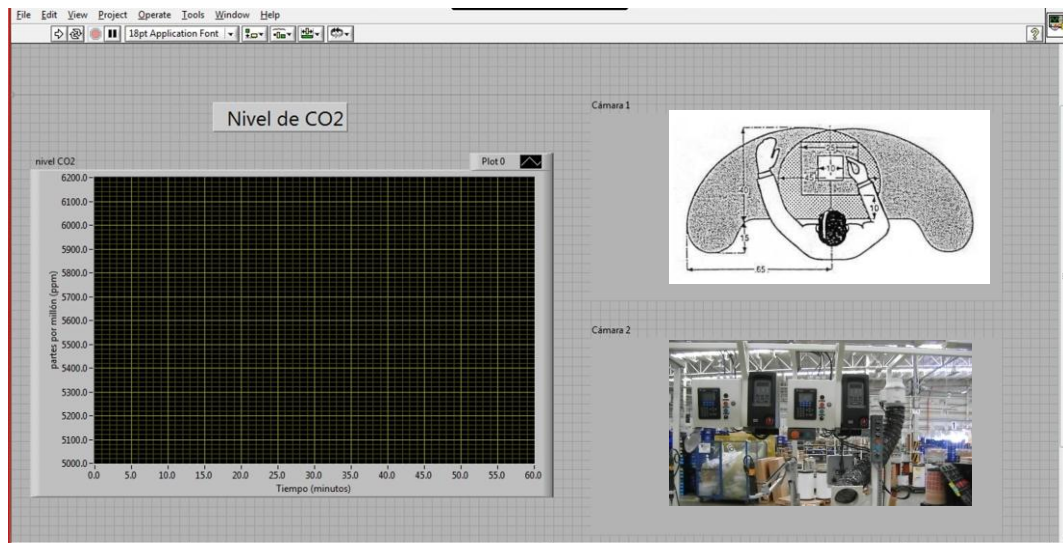 File Edit View Project Operate Tools Window Help
18pt Application Font
?
Nivel de CO2
nivel CO2
Plot 0
6200.0
6100.0
6000.0
5900.0
5800.0
5700.0
5600.0
5500.0
5400.0
5300.0
5200.0
5100.0
5000.0
partes por millón (ppm)
0.0 5.0 10.0 15.0 20.0 25.0 30.0 35.0 40.0 45.0 50.0 55.0 60.0
Tiempo (minutos)
Cámara 1
.25
10
10
15
.65
Cámara 2